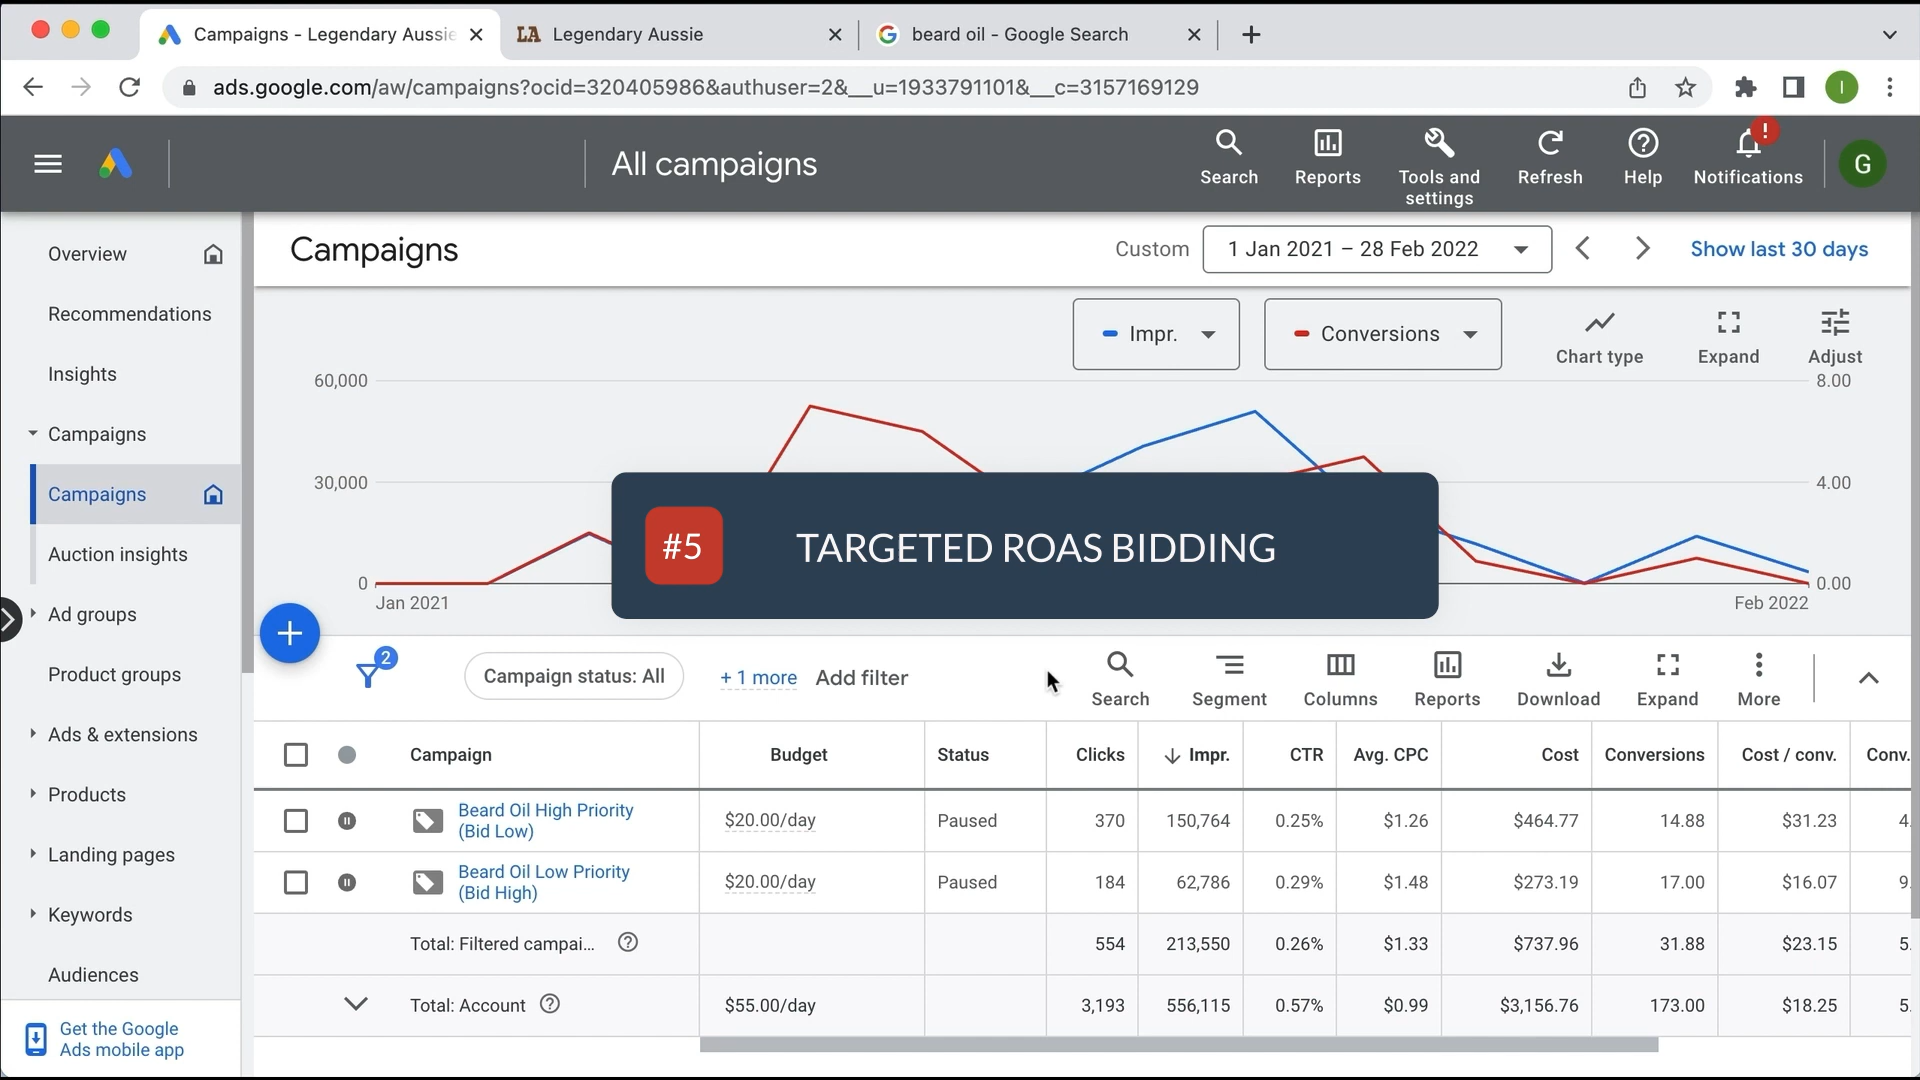 Campaigns - Legendary Aussie
LA Legendary Aussie
beard oil - Google Search
ads.google.com/aw/campaigns?ocid=320405986&authuser=2&__u=1933791101&__c=3157169129
I
All campaigns
Search
Reports
Tools and
settings
Refresh
Help
Notifications
!
G
Overview
Recommendations
Insights
Campaigns
Campaigns
Auction insights
Ad groups
Product groups
Ads & extensions
Products
Landing pages
Keywords
Audiences
Get the Google
Ads mobile app
Campaigns
Custom
1 Jan 2021 – 28 Feb 2022
Show last 30 days
Impr.
Conversions
Chart type
Expand
Adjust
60,000
8.00
30,000
4.00
0
0.00
Jan 2021
Feb 2022
#5 TARGETED ROAS BIDDING
2
Campaign status: All
+ 1 more
Add filter
Search
Segment
Columns
Reports
Download
Expand
More
Campaign Budget Status Clicks Impr. CTR Avg. CPC Cost Conversions Cost / conv. Conv.
Beard Oil High Priority
(Bid Low)
$20.00/day Paused 370 150,764 0.25% $1.26 $464.77 14.88 $31.23 4.
Beard Oil Low Priority
(Bid High)
$20.00/day Paused 184 62,786 0.29% $1.48 $273.19 17.00 $16.07 9.
Total: Filtered campai... 554 213,550 0.26% $1.33 $737.96 31.88 $23.15 5.
Total: Account $55.00/day 3,193 556,115 0.57% $0.99 $3,156.76 173.00 $18.25 5.